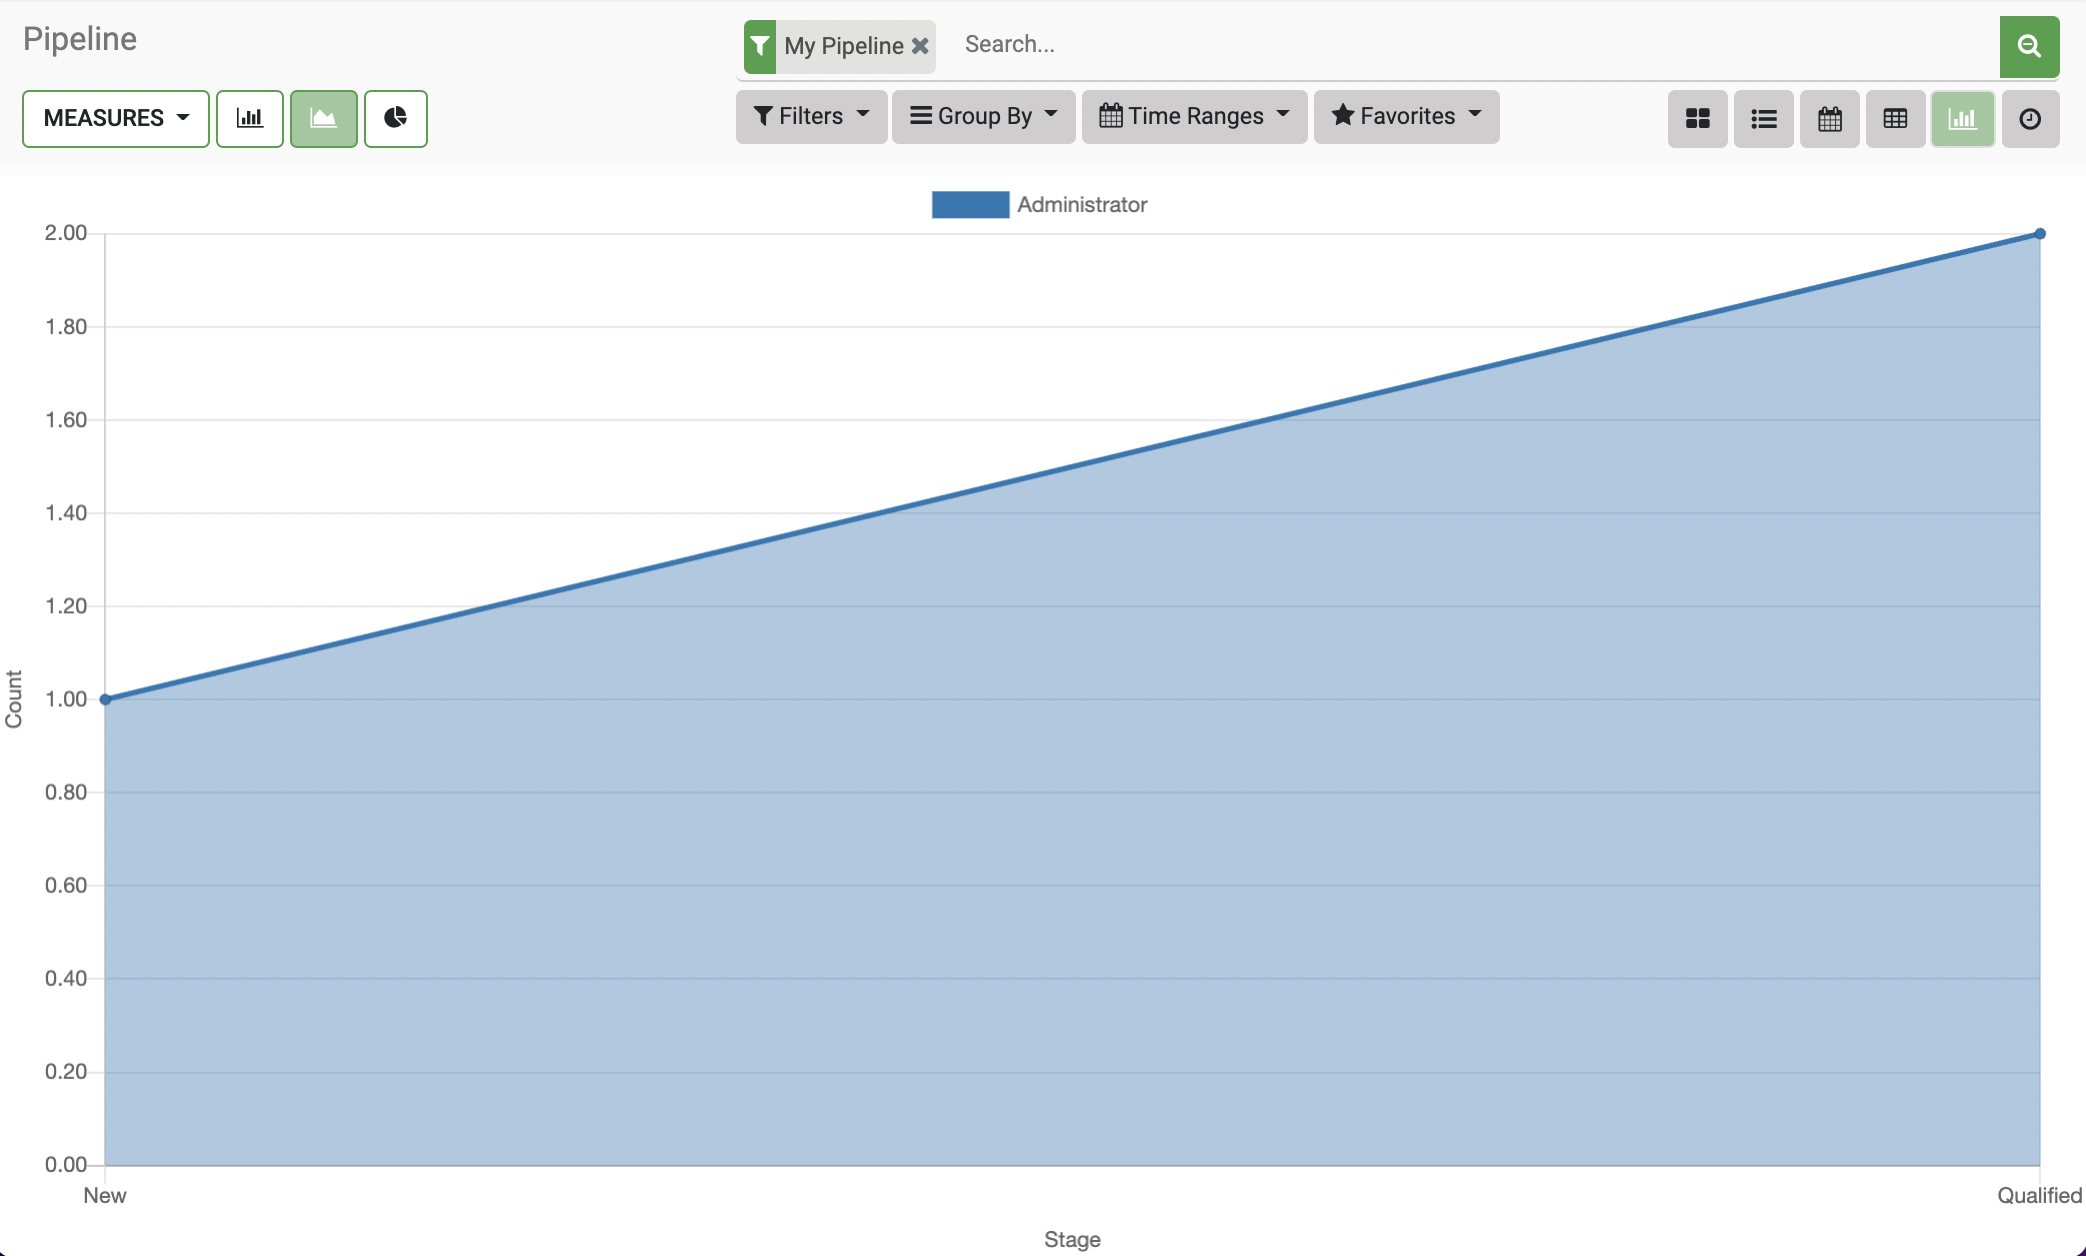 Pipeline
My Pipeline Search...
MEASURES Filters Group By Time Ranges Favorites
Administrator
2.00
1.80
1.60
1.40
1.20
1.00
0.80
0.60
0.40
0.20
0.00
Count
New Qualified
Stage